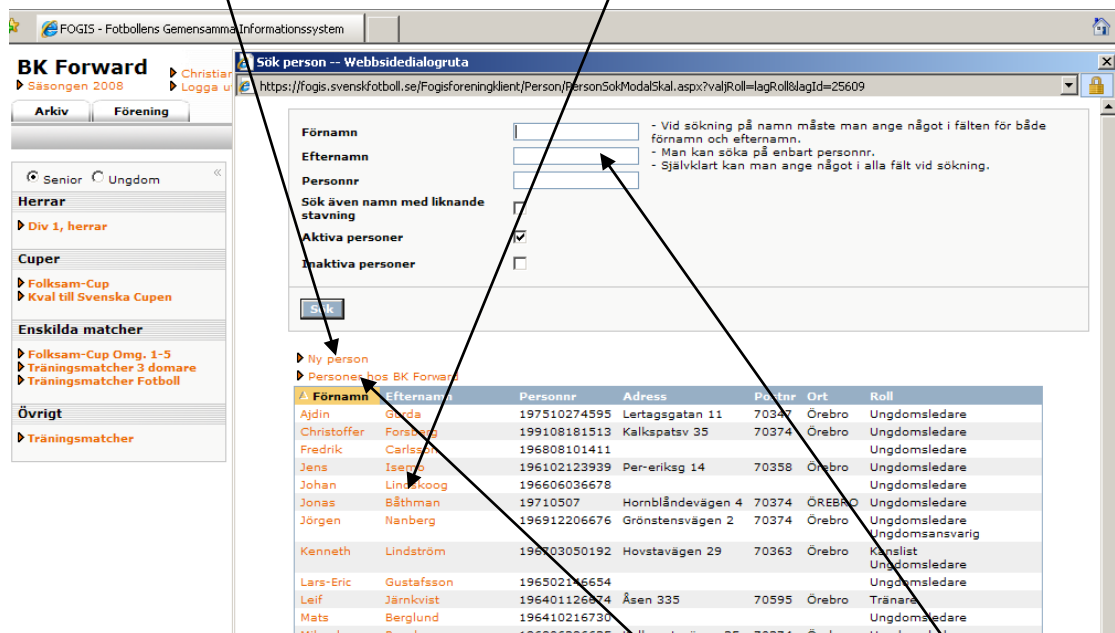 FOGIS - Fotbollens Gemensamma Informationssystem
BK Forward
Säsongen 2008
Christian
Logga u
Arkiv Förening
Senior Ungdom
Herrar
Div 1, herrar
Cuper
Folksam-Cup
Kval till Svenska Cupen
Enskilda matcher
Folksam-Cup Omg. 1-5
Träningsmatcher 3 domare
Träningsmatcher Fotboll
Övrigt
Träningsmatcher
Sök person -- Webbsidedialogruta
https://fogis.svenskfotboll.se/Fogisforeningklient/Person/PersonSokModalSkal.aspx?valjRoll=lagRoll&lagId=25609
Förnamn
Efternamn
Personnr
Sök även namn med liknande
stavning
Aktiva personer
Inaktiva personer
- Vid sökning på namn måste man ange något i fälten för både
förnamn och efternamn.
- Man kan söka på enbart personnr.
- Självklart kan man ange något i alla fält vid sökning.
Sök
Ny person
Personer hos BK Forward
Förnamn Efternamn Personnr Adress Postnr Ort Roll
Ajdin Gurda 197510274595 Lertagsgatan 11 70347 Örebro Ungdomsledare
Christoffer Forsberg 199108181513 Kalkspatsv 35 70374 Örebro Ungdomsledare
Fredrik Carlsson 196808101411 Ungdomsledare
Jens Isemo 196102123939 Per-eriksg 14 70358 Örebro Ungdomsledare
Johan Lindskoog 196606036678 Ungdomsledare
Jonas Båthman 19710507 Hornblåndevägen 4 70374 ÖREBRO Ungdomsledare
Jörgen Nanberg 196912206676 Grönstensvägen 2 70374 Örebro Ungdomsledare
Ungdomsansvarig
Kenneth Lindström 196703050192 Hovstavägen 29 70363 Örebro Kanslist
Ungdomsledare
Lars-Eric Gustafsson 196502146654 Ungdomsledare
Leif Järnkvist 196401126674 Åsen 335 70595 Örebro Tränare
Mats Berglund 196410216730 Ungdomsledare